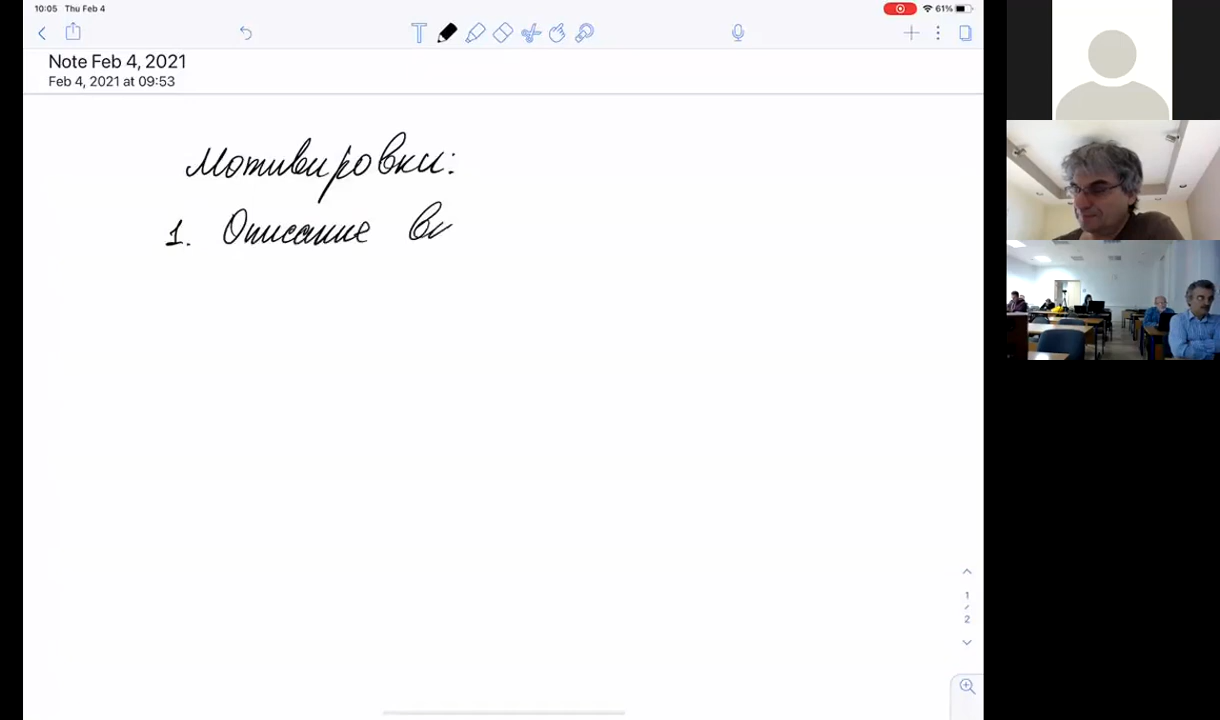 10:05 Thu Feb 4 61%
Note Feb 4, 2021
Feb 4, 2021 at 09:53
Мотивировки:
1. Описание
1
/
2